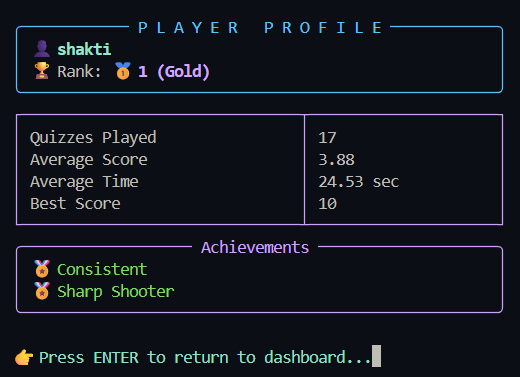 PLAYER PROFILE
shakti
Rank: 1 (Gold)
Quizzes Played 17
Average Score 3.88
Average Time 24.53 sec
Best Score 10
Achievements
Consistent
Sharp Shooter
Press ENTER to return to dashboard...